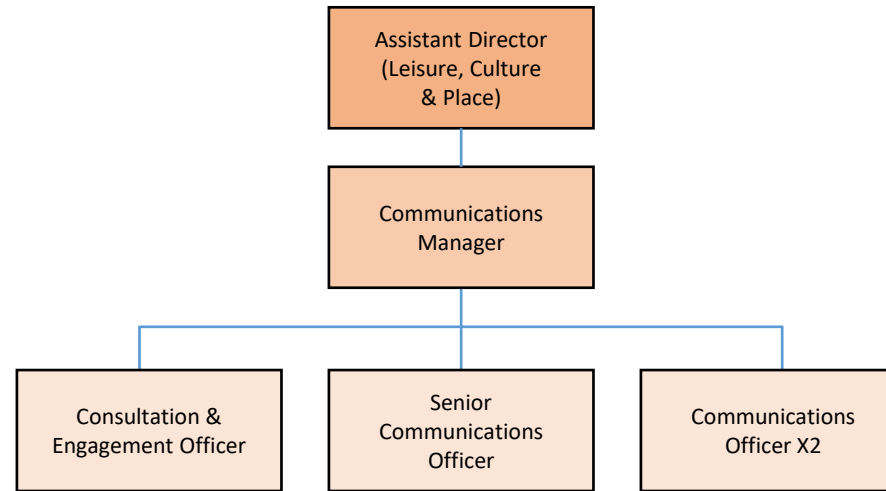 Assistant Director
(Leisure, Culture
& Place)
Communications
Manager
Consultation &
Engagement Officer
Senior
Communications
Officer
Communications
Officer X2